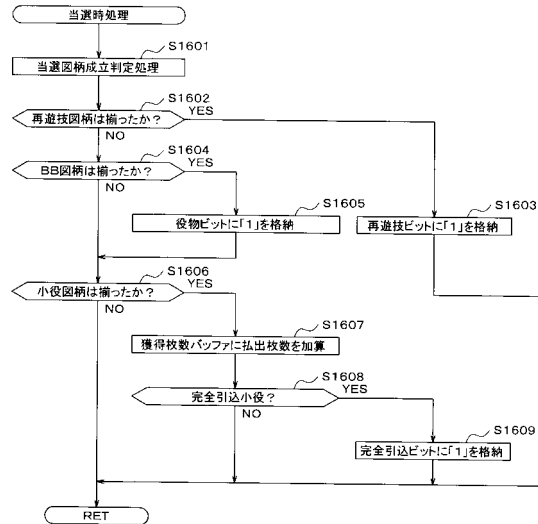 当選時処理
S1601
当選図柄成立判定処理
S1602
再遊技図柄は揃ったか？
YES
NO
S1604
BB図柄は揃ったか？
YES
NO
S1605
役物ビットに「1」を格納
S1603
再遊技ビットに「1」を格納
S1606
小役図柄は揃ったか？
YES
NO
S1607
獲得枚数バッファに払出枚数を加算
S1608
完全引込小役？
YES
NO
S1609
完全引込ビットに「1」を格納
RET